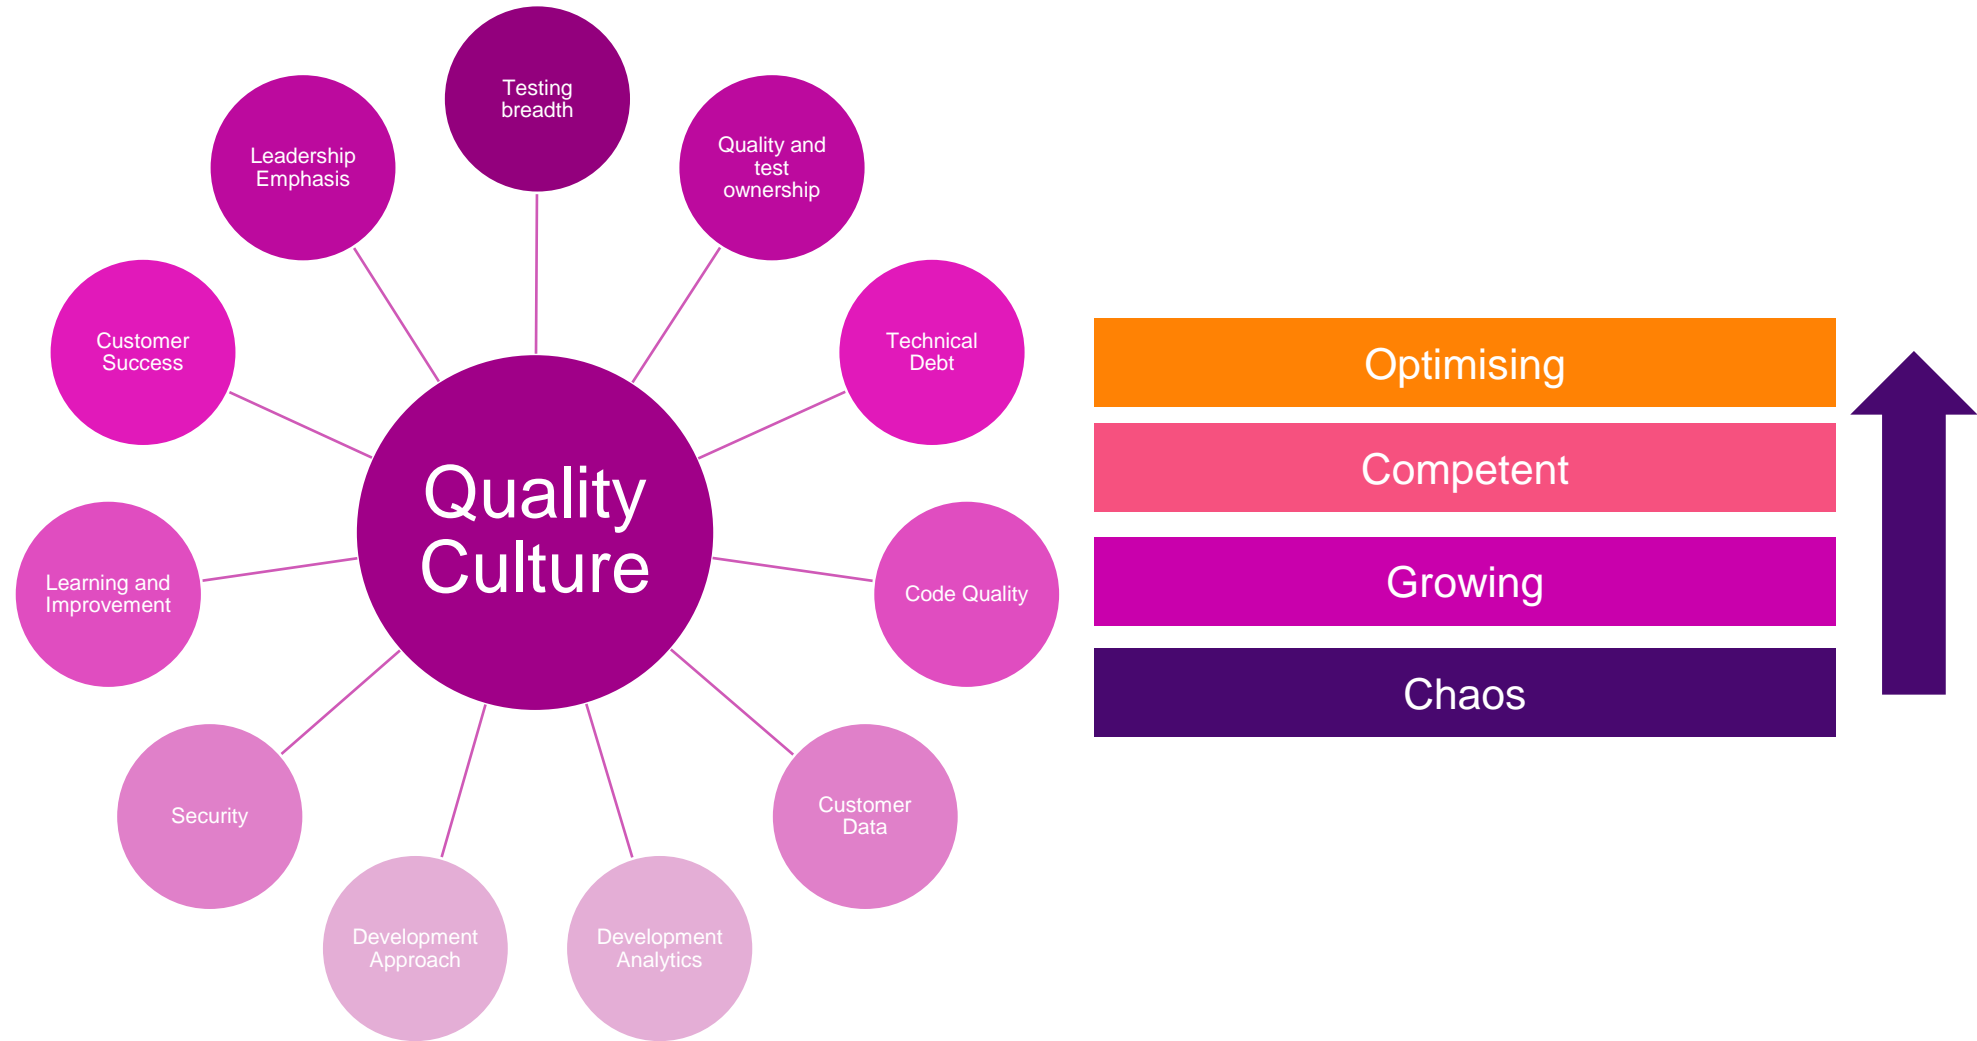 Testing
breadth
Quality and
test
ownership
Technical
Debt
Code Quality
Customer
Data
Development
Analytics
Development
Approach
Security
Learning and
Improvement
Customer
Success
Leadership
Emphasis
Quality
Culture
Optimising
Competent
Growing
Chaos